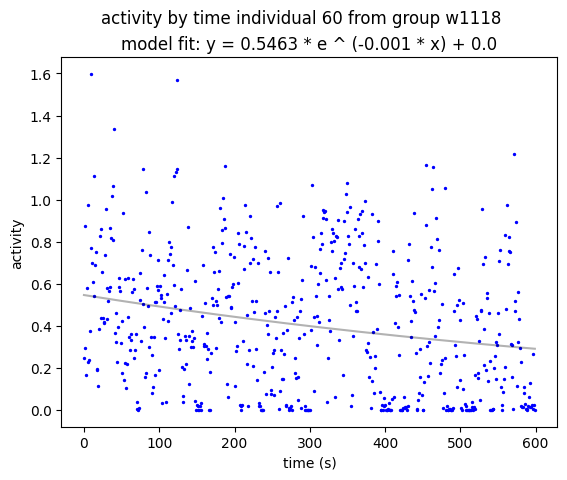 activity by time individual 60 from group w1118
model fit: y = 0.5463 * e ^ (-0.001 * x) + 0.0
1.6
1.4
1.2
1.0
0.8
0.6
0.4
0.2
0.0
activity
0 100 200 300 400 500 600
time (s)